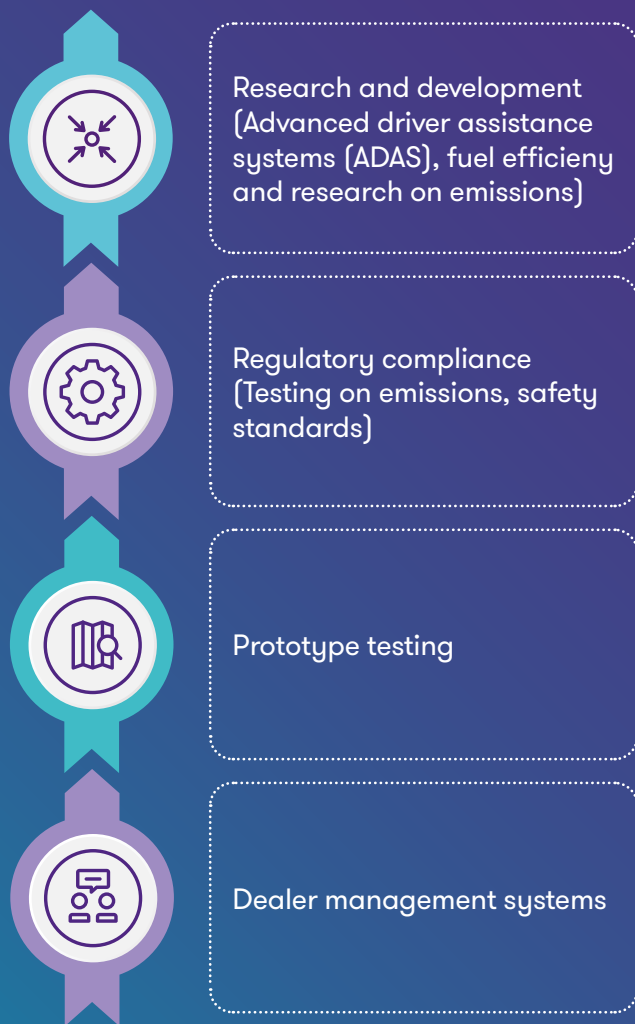 Research and development
(Advanced driver assistance
systems (ADAS), fuel efficieny
and research on emissions)
Regulatory compliance
(Testing on emissions, safety
standards)
Prototype testing
Dealer management systems